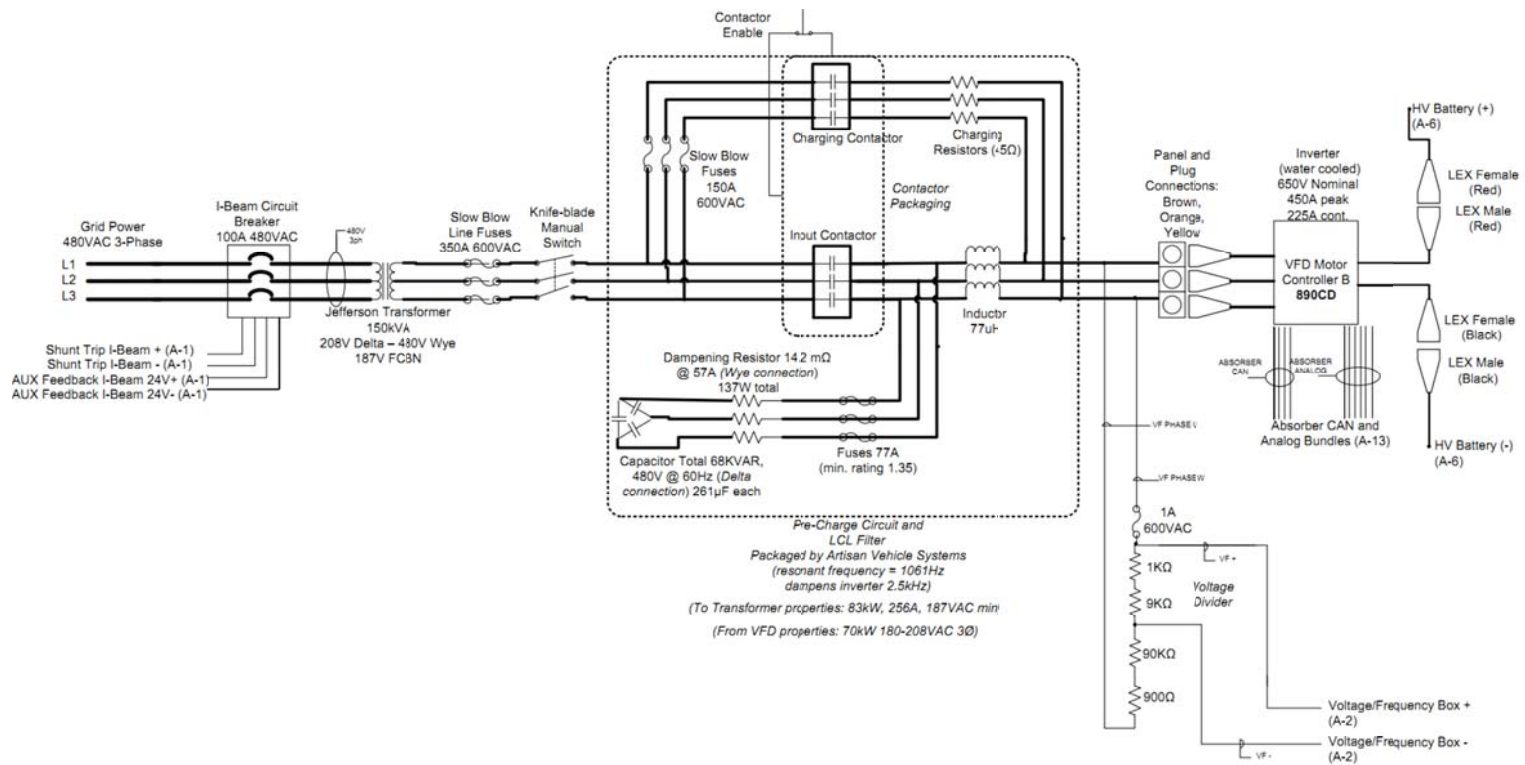 Contactor
Enable
Charging Contactor
Charging
Resistors (45Ω)
Slow Blow
Fuses
150A
600VAC
Contactor
Packaging
Input Contactor
Grid Power
480VAC 3-Phase
L1
L2
L3
I-Beam Circuit
Breaker
100A 480VAC
480V
3ph
Slow Blow
Line Fuses
350A 600VAC
Knife-blade
Manual
Switch
Jefferson Transformer
150kVA
208V Delta – 480V Wye
187V FCBN
Shunt Trip I-Beam + (A-1)
Shunt Trip I-Beam - (A-1)
AUX Feedback I-Beam 24V+ (A-1)
AUX Feedback I-Beam 24V- (A-1)
Inductor
77uH
Dampening Resistor 14.2 mΩ
@ 57A (Wye connection)
137W total
Capacitor Total 68KVAR,
480V @ 60Hz (Delta
connection) 261µF each
Fuses 77A
(min. rating 1.35)
Pre-Charge Circuit and
LCL Filter
Packaged by Artisan Vehicle Systems
(resonant frequency = 1061Hz
dampens inverter 2.5kHz)
(To Transformer properties: 83kW, 256A, 187VAC min)
(From VFD properties: 70kW 180-208VAC 3Ø)
Panel and
Plug
Connections:
Brown,
Orange,
Yellow
Inverter
(water cooled)
650V Nominal
450A peak
225A cont.
VFD Motor
Controller B
890CD
HV Battery (+)
(A-6)
LEX Female
(Red)
LEX Male
(Red)
LEX Female
(Black)
LEX Male
(Black)
HV Battery (-)
(A-6)
ABSORBER
CAN
ABSORBER
ANALOG
Absorber CAN and
Analog Bundles (A-13)
VF PHASE
VF PHASE W
1A
600VAC
VF +
1KΩ
9KΩ
Voltage
Divider
90KΩ
900Ω
Voltage/Frequency Box +
(A-2)
Voltage/Frequency Box -
(A-2)
VF -